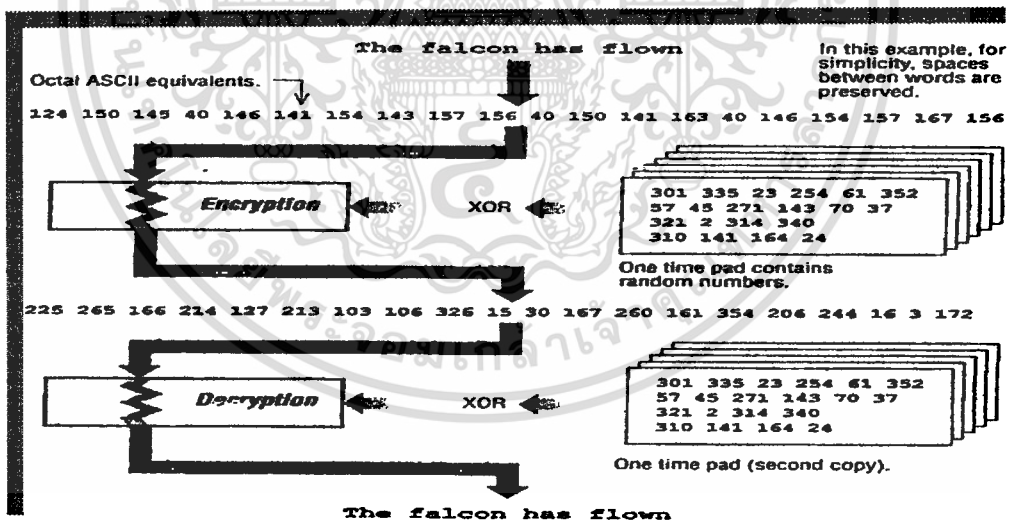 The falcon has flown
In this example, for
simplicity, spaces
between words are
preserved.
Octal ASCII equivalents.
124 150 145 40 146 141 154 143 157 156 40 150 141 163 40 146 154 157 167 156
Encryption
XOR
301 335 23 254 61 352
57 45 271 143 70 37
321 2 314 340
310 141 164 24
One time pad contains
random numbers.
225 265 166 214 127 213 103 106 326 15 30 167 260 161 354 206 244 16 3 172
Decryption
XOR
301 335 23 254 61 352
57 45 271 143 70 37
321 2 314 340
310 141 164 24
One time pad (second copy).
The falcon has flown